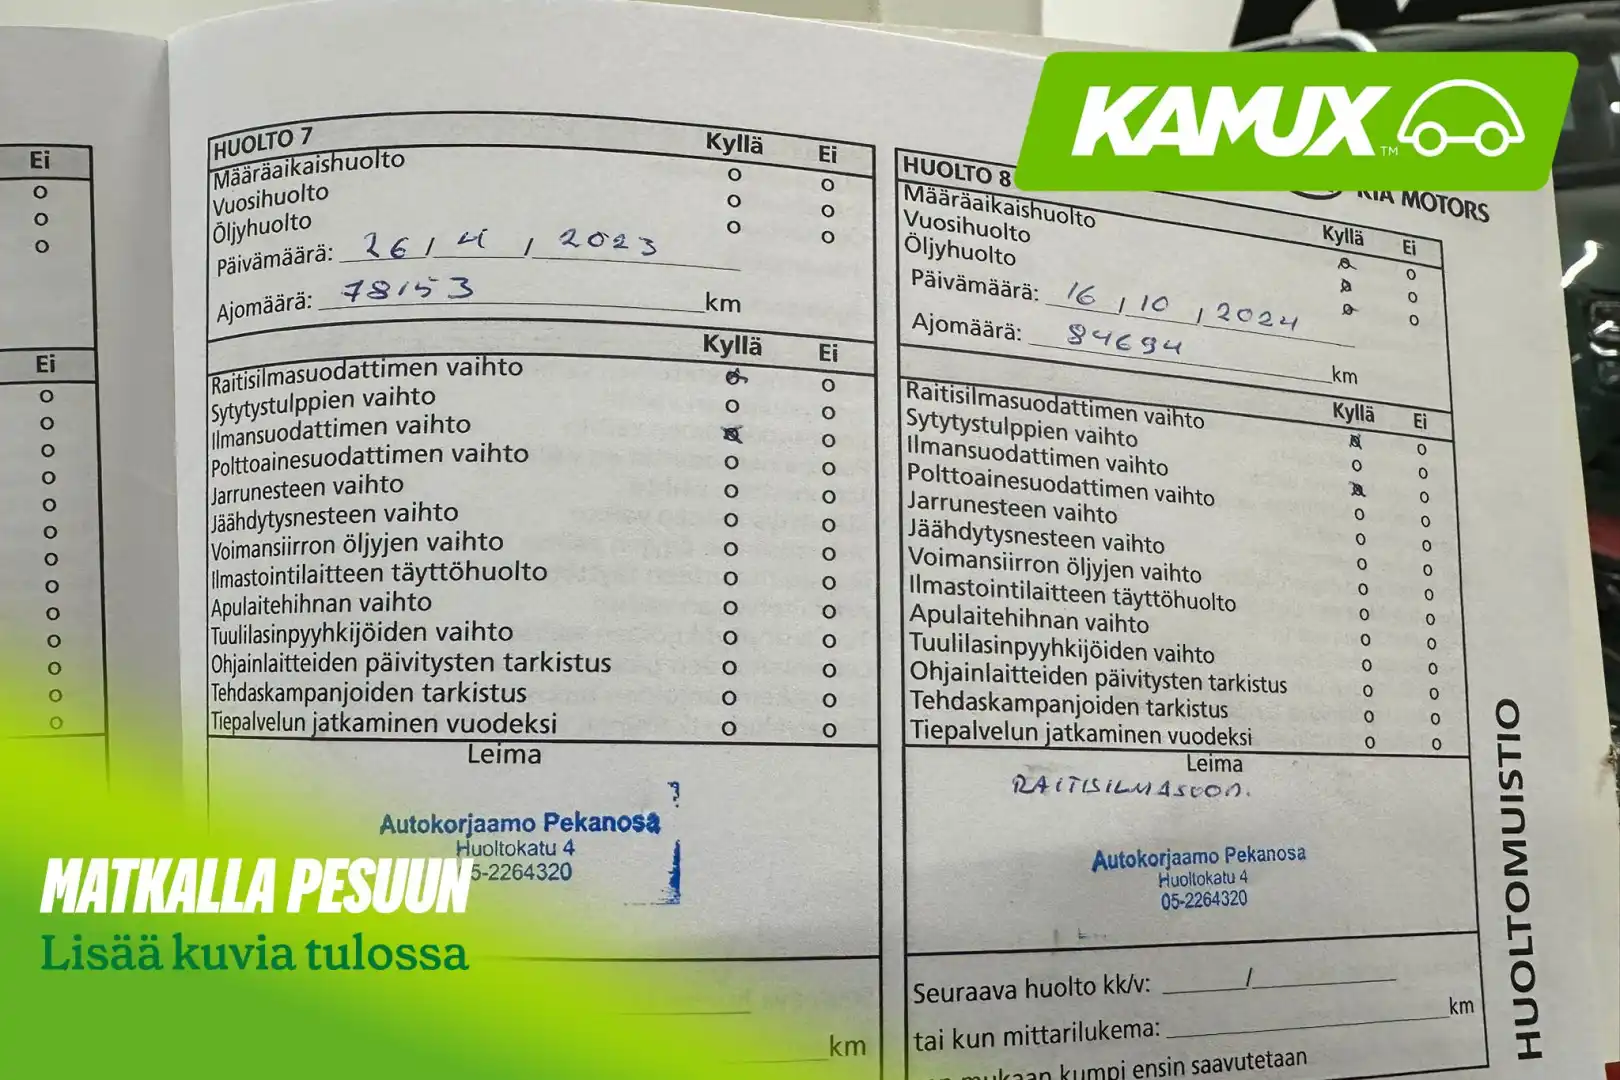 KAMUX
TM
KIA MOTORS
Ei
o
o
o
Ei
o
o
o
o
o
o
o
o
o
o
o
o
o
HUOLTO 7 Kyllä Ei
Määräaikaishuolto o o
Vuosihuolto o o
Öljyhuolto o o
Päivämäärä: 26 / 4 / 2023
Ajomäärä: 78153 km
Kyllä Ei
Raitisilmasuodattimen vaihto o o
Sytytystulppien vaihto o o
Ilmansuodattimen vaihto o o
Polttoainesuodattimen vaihto o o
Jarrunesteen vaihto o o
Jäähdytysnesteen vaihto o o
Voimansiirron öljyjen vaihto o o
Ilmastointilaitteen täyttöhuolto o o
Apulaitehihnan vaihto o o
Tuulilasinpyyhkijöiden vaihto o o
Ohjainlaitteiden päivitysten tarkistus o o
Tehdaskampanjoiden tarkistus o o
Tiepalvelun jatkaminen vuodeksi o o
Leima
Autokorjaamo Pekanosa
Huoltokatu 4
5-2264320
km
HUOLTO 8
Kyllä Ei
Määräaikaishuolto o o
Vuosihuolto o o
Öljyhuolto o o
Päivämäärä: 16 / 10 / 2024
Ajomäärä: 84694 km
Kyllä Ei
Raitisilmasuodattimen vaihto o o
Sytytystulppien vaihto o o
Ilmansuodattimen vaihto o o
Polttoainesuodattimen vaihto o o
Jarrunesteen vaihto o o
Jäähdytysnesteen vaihto o o
Voimansiirron öljyjen vaihto o o
Ilmastointilaitteen täyttöhuolto o o
Apulaitehihnan vaihto o o
Tuulilasinpyyhkijöiden vaihto o o
Ohjainlaitteiden päivitysten tarkistus o o
Tehdaskampanjoiden tarkistus o o
Tiepalvelun jatkaminen vuodeksi o o
Leima
RAITISILMASUOD.
Autokorjaamo Pekanosa
Huoltokatu 4
05-2264320
Seuraava huolto kk/v: /
tai kun mittarilukema: km
mukaan kumpi ensin saavutetaan
HUOLTOMUISTIO
MATKALLA PESUUN
Lisää kuvia tulossa